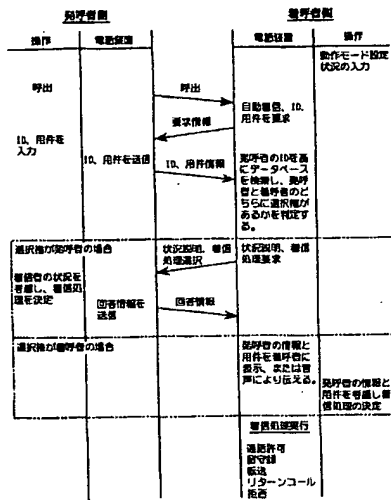 発呼者側
着呼者側
操作
電話装置
電話装置
操作
動作モード設定
状況の入力
呼出
呼出
自動着信、ID、
用件を要求
要求情報
ID、用件を
入力
ID、用件を送信
ID、用件情報
発呼者のIDを基
にデータベース
を検索し、発呼
者と着呼者のど
ちらに選択権が
あるかを判定す
る。
選択権が発呼者の場合
状況説明、着信
処理選択
状況説明、着信
処理要求
着信者の状況を
考慮し、着信処
理を決定
回答情報を
送信
回答情報
選択権が着呼者の場合
発呼者の情報と
用件を着呼者に
表示、または音
声により伝える。
発呼者の情報と
用件を考慮し着
信処理の決定
着信処理実行
通話許可
留守録
転送
リターンコール
拒否